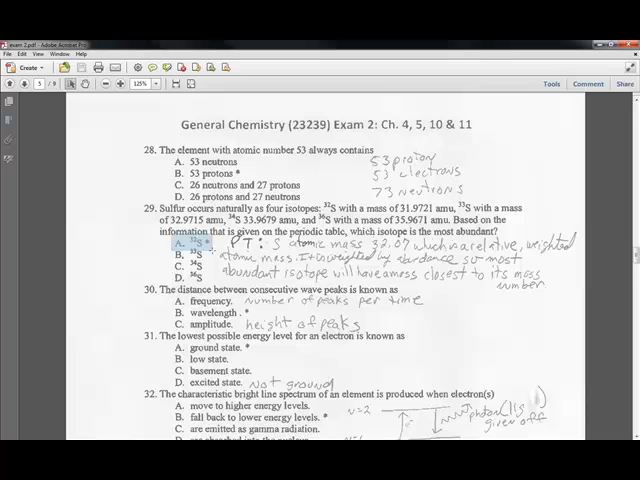 exam 2.pdf - Adobe Acrobat Pro
File Edit View Window Help
Create
5 / 9 125%
Tools Comment Share
General Chemistry (23239) Exam 2: Ch. 4, 5, 10 & 11
28. The element with atomic number 53 always contains
A. 53 neutrons
53 proton
B. 53 protons *
53 electrons
C. 26 neutrons and 27 protons
73 neutrons
D. 26 protons and 27 neutrons
29. Sulfur occurs naturally as four isotopes: ³²S with a mass of 31.9721 amu, ³³S with a mass
of 32.9715 amu, ³⁴S 33.9679 amu, and ³⁶S with a mass of 35.9671 amu. Based on the
information that is given on the periodic table, which isotope is the most abundant?
A. ³²S * PT: S atomic mass 32.07 which is a relative, weighted
B. ³³S atomic mass. It is weighted by abundance so most
C. ³⁴S abundant isotope will have a mass closest to its mass
D. ³⁶S number
30. The distance between consecutive wave peaks is known as
A. frequency. number of peaks per time
B. wavelength . *
C. amplitude. height of peaks
31. The lowest possible energy level for an electron is known as
A. ground state. *
B. low state.
C. basement state.
D. excited state. not ground
32. The characteristic bright line spectrum of an element is produced when electron(s)
A. move to higher energy levels. n=2 photon (lig )
B. fall back to lower energy levels. * e- given off
C. are emitted as gamma radiation.
D. are absorbed into the nucleus. n=1